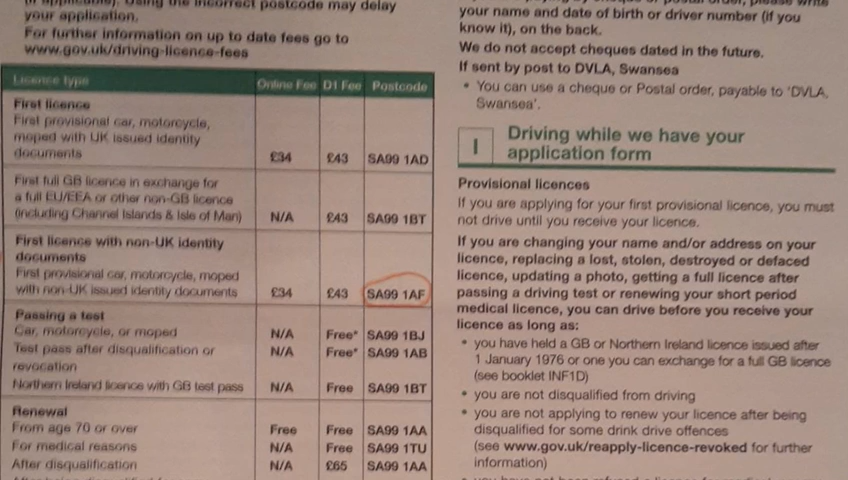 (if applicable). Using the incorrect postcode may delay
your application.
For further information on up to date fees go to
www.gov.uk/driving-licence-fees
Licence type Online Fee D1 Fee Postcode
First licence
First provisional car, motorcycle,
moped with UK issued identity
documents £34 £43 SA99 1AD
First full GB licence in exchange for
a full EU/EEA or other non-GB licence
(including Channel Islands & Isle of Man) N/A £43 SA99 1BT
First licence with non-UK identity
documents
First provisional car, motorcycle, moped
with non-UK issued identity documents £34 £43 SA99 1AF
Passing a test
Car, motorcycle, or moped N/A Free* SA99 1BJ
Test pass after disqualification or N/A Free* SA99 1AB
revocation
Northern Ireland licence with GB test pass N/A Free SA99 1BT
Renewal
From age 70 or over Free Free SA99 1AA
For medical reasons N/A Free SA99 1TU
After disqualification N/A £65 SA99 1AA
your name and date of birth or driver number (if you
know it), on the back.
We do not accept cheques dated in the future.
If sent by post to DVLA, Swansea
• You can use a cheque or Postal order, payable to 'DVLA,
Swansea'.
I Driving while we have your
application form
Provisional licences
If you are applying for your first provisional licence, you must
not drive until you receive your licence.
If you are changing your name and/or address on your
licence, replacing a lost, stolen, destroyed or defaced
licence, updating a photo, getting a full licence after
passing a driving test or renewing your short period
medical licence, you can drive before you receive your
licence as long as:
• you have held a GB or Northern Ireland licence issued after
1 January 1976 or one you can exchange for a full GB licence
(see booklet INF1D)
• you are not disqualified from driving
• you are not applying to renew your licence after being
disqualified for some drink drive offences
(see www.gov.uk/reapply-licence-revoked for further
information)